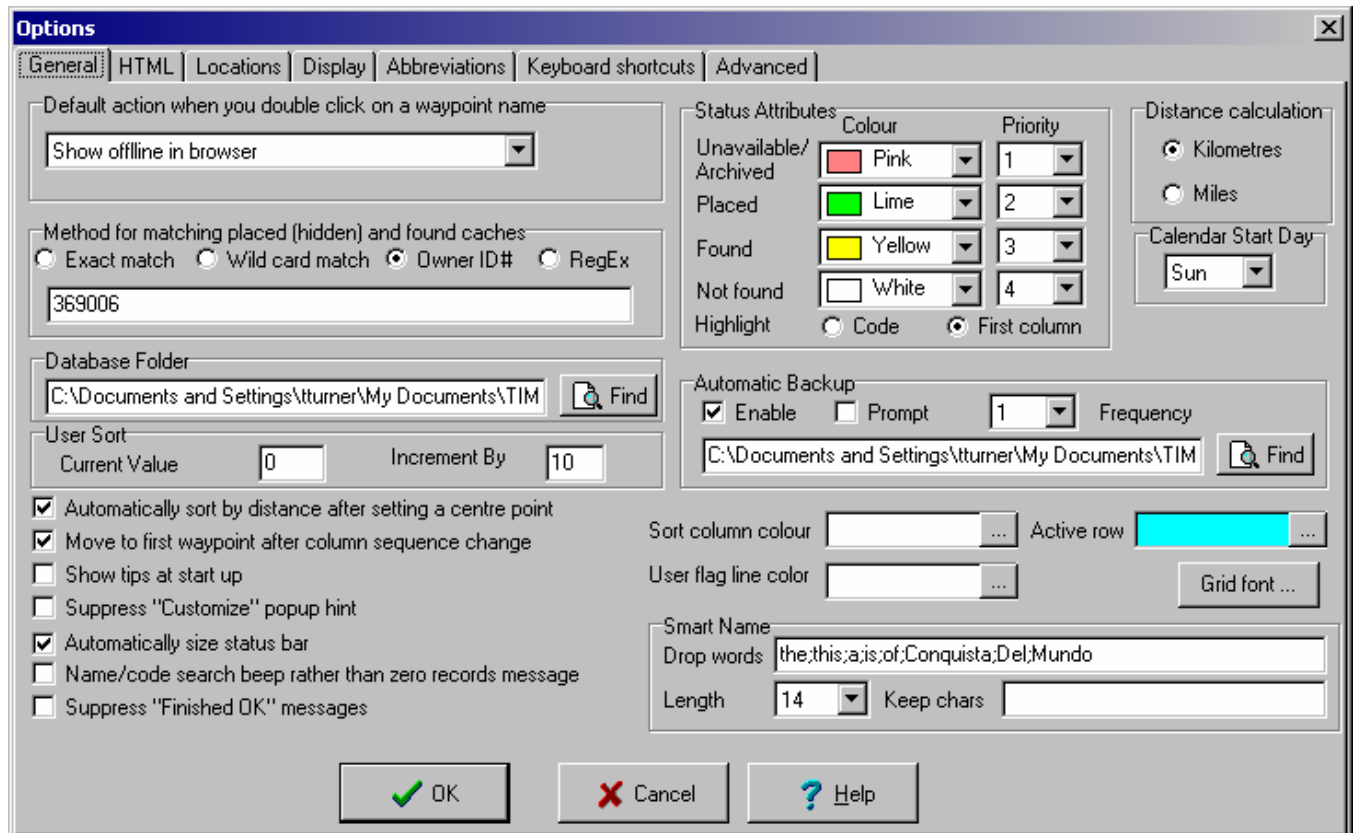 Options
General HTML Locations Display Abbreviations Keyboard shortcuts Advanced
Default action when you double click on a waypoint name
Show offlline in browser
Method for matching placed (hidden) and found caches
Exact match Wild card match Owner ID# RegEx
369006
Database Folder
C:\Documents and Settings\tturner\My Documents\TIM Find
User Sort
Current Value 0 Increment By 10
Automatically sort by distance after setting a centre point
Move to first waypoint after column sequence change
Show tips at start up
Suppress "Customize" popup hint
Automatically size status bar
Name/code search beep rather than zero records message
Suppress "Finished OK" messages
Status Attributes
Colour Priority
Unavailable/
Archived Pink 1
Placed Lime 2
Found Yellow 3
Not found White 4
Highlight Code First column
Distance calculation
Kilometres
Miles
Calendar Start Day
Sun
Automatic Backup
Enable Prompt 1 Frequency
C:\Documents and Settings\tturner\My Documents\TIM Find
Sort column colour ... Active row ...
User flag line color ... Grid font ...
Smart Name
Drop words the;this;a;is;of;Conquista;Del;Mundo
Length 14 Keep chars
OK Cancel Help